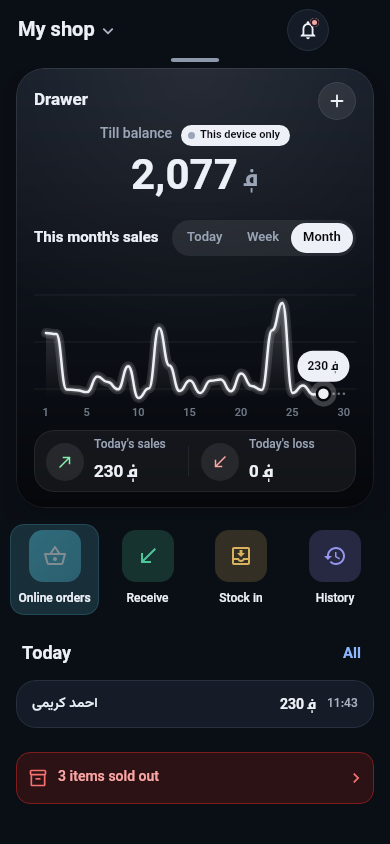 My shop
Drawer
Till balance This device only
2,077 ؋
This month's sales Today Week Month
230 ؋
1 5 10 15 20 25 30
Today's sales
230 ؋
Today's loss
0 ؋
Online orders Receive Stock in History
Today All
احمد کریمی 230 ؋ 11:43
3 items sold out